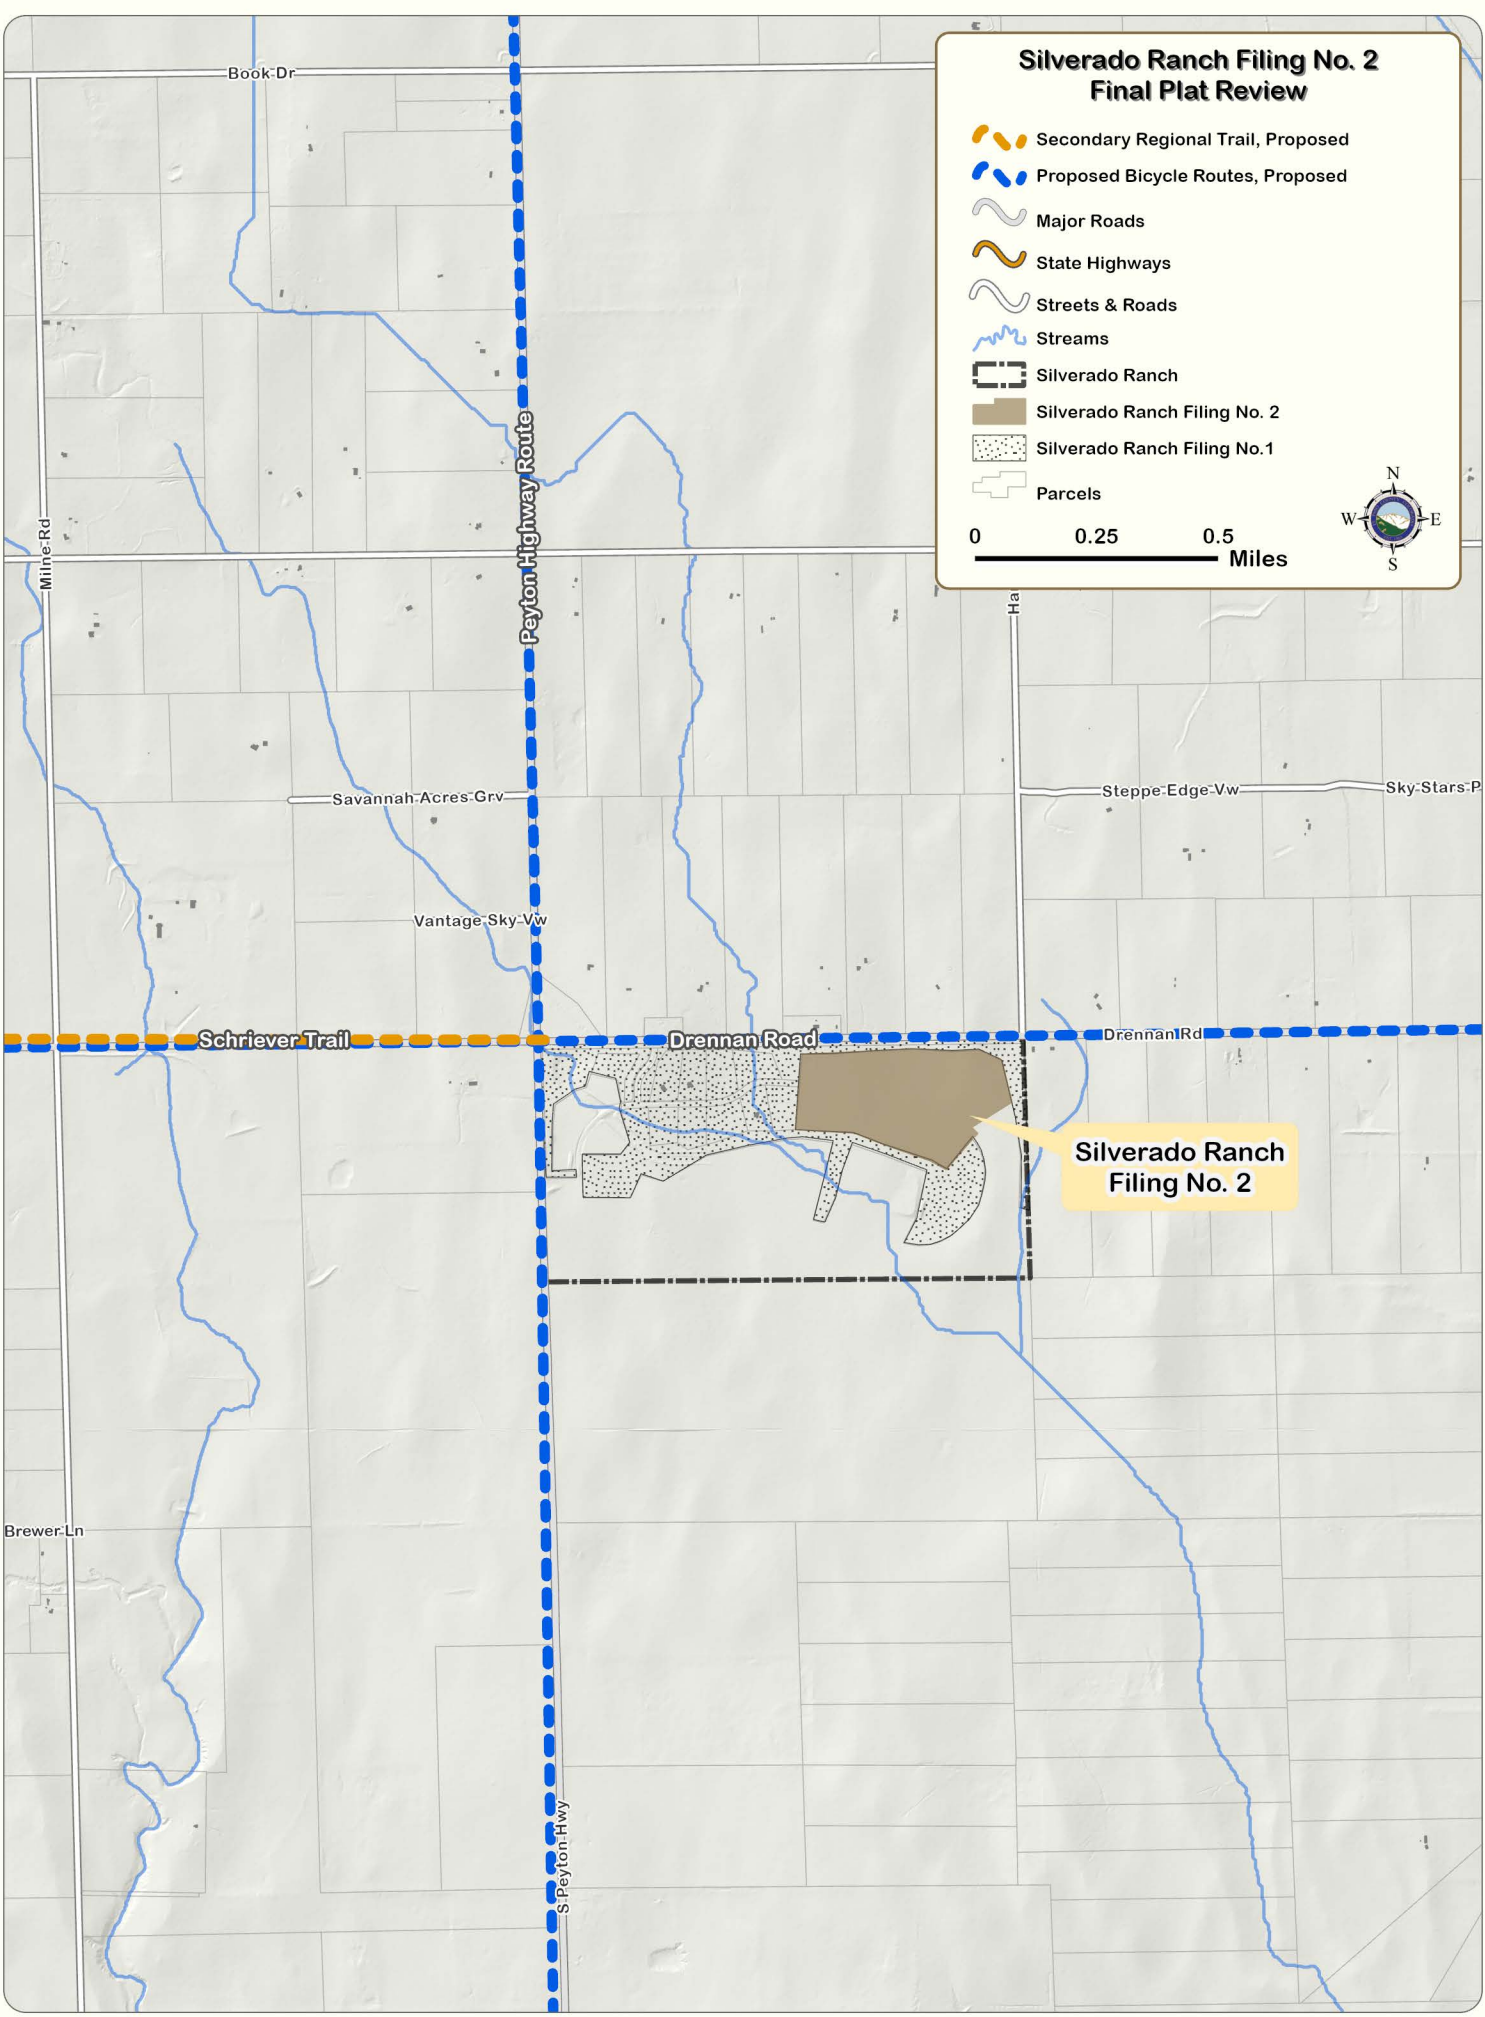 Silverado Ranch Filing No. 2
Final Plat Review
Secondary Regional Trail, Proposed
Proposed Bicycle Routes, Proposed
Major Roads
State Highways
Streets & Roads
Streams
Silverado Ranch
Silverado Ranch Filing No. 2
Silverado Ranch Filing No.1
Parcels
N
W
E
S
0 0.25 0.5
Miles
Book Dr
Peyton Highway Route
Milne Rd
Ha
Savannah Acres Grv
Steppe Edge Vw
Sky Stars P
Vantage Sky Vw
Schriever Trail
Drennan Road
Drennan Rd
Silverado Ranch
Filing No. 2
Brewer Ln
S Peyton Hwy